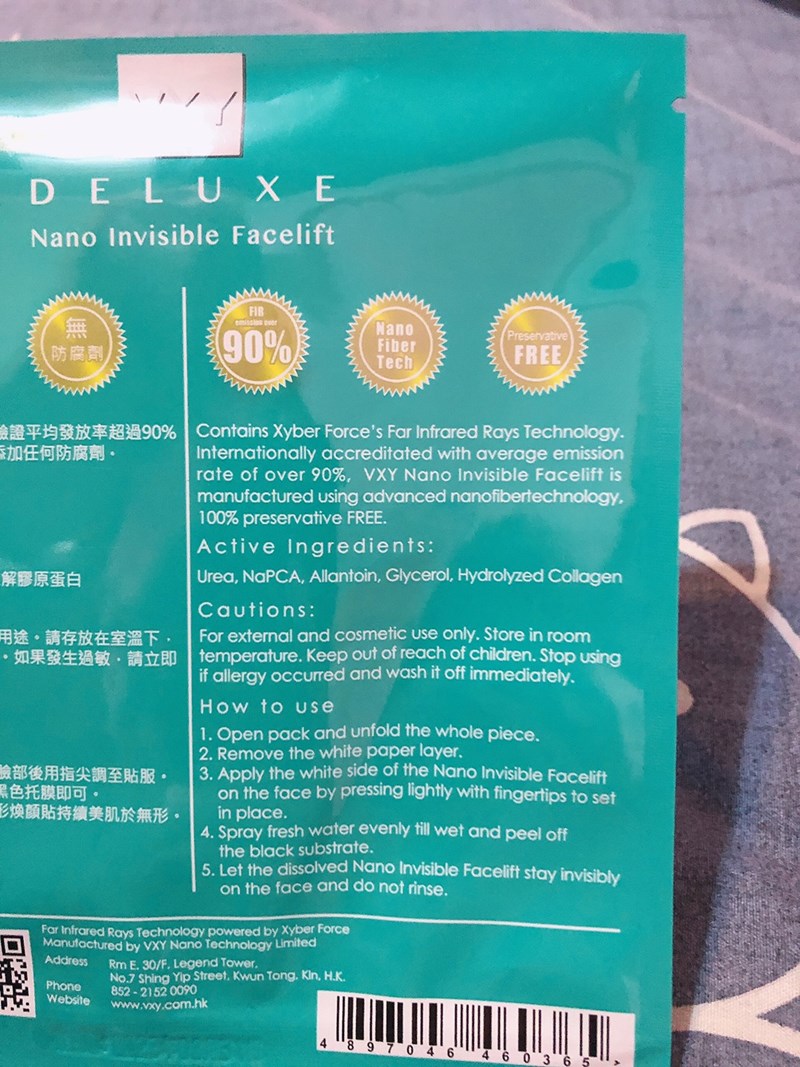 VXY
DELUXE
Nano Invisible Facelift
無
防腐劑
FIR
emission over
90%
Nano
Fiber
Tech
Preservative
FREE
驗證平均發放率超過90%
添加任何防腐劑。
解膠原蛋白
用途。請存放在室溫下，
。如果發生過敏，請立即
臉部後用指尖調至貼服。
黑色托膜即可。
形煥顏貼持續美肌於無形。
Contains Xyber Force's Far Infrared Rays Technology.
Internationally accreditated with average emission
rate of over 90%, VXY Nano Invisible Facelift is
manufactured using advanced nanofibertechnology,
100% preservative FREE.
Active Ingredients:
Urea, NaPCA, Allantoin, Glycerol, Hydrolyzed Collagen
Cautions:
For external and cosmetic use only. Store in room
temperature. Keep out of reach of children. Stop using
if allergy occurred and wash it off immediately.
How to use
1. Open pack and unfold the whole piece.
2. Remove the white paper layer.
3. Apply the white side of the Nano Invisible Facelift
on the face by pressing lightly with fingertips to set
in place.
4. Spray fresh water evenly till wet and peel off
the black substrate.
5. Let the dissolved Nano Invisible Facelift stay invisibly
on the face and do not rinse.
Far Infrared Rays Technology powered by Xyber Force
Manufactured by VXY Nano Technology Limited
Address Rm E, 30/F, Legend Tower,
No.7 Shing Yip Street, Kwun Tong, Kln, H.K.
Phone 852 - 2152 0090
Website www.vxy.com.hk
4 897046 460365 >